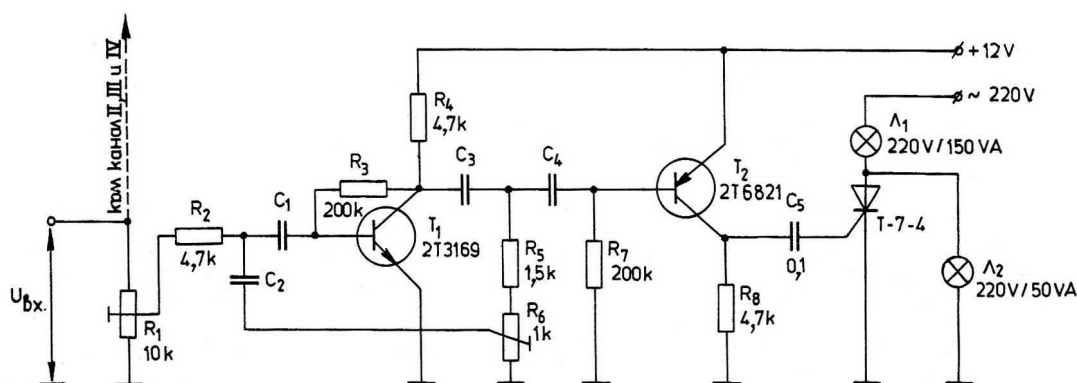 към канал II, III и IV
Uвх.
R1
10k
R2
4,7k
C1
C2
R3
200k
R4
4,7k
T1
2T3169
C3
C4
R5
1,5k
R6
1k
R7
200k
T2
2T6821
R8
4,7k
C5
0,1
+12V
~ 220V
Λ1
220V/150VA
T-7-4
Λ2
220V/50VA